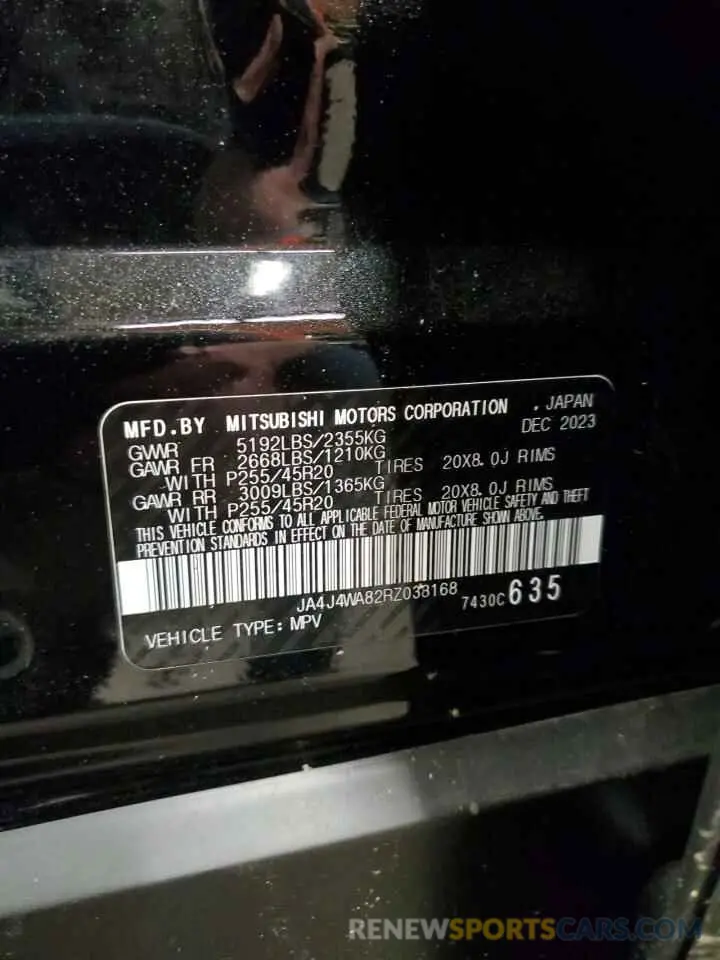 MFD.BY MITSUBISHI MOTORS CORPORATION . JAPAN
DEC 2023
GVWR 5192LBS/2355KG
GAWR FR 2668LBS/1210KG
WITH P255/45R20 TIRES 20X8.0J RIMS
GAWR RR 3009LBS/1365KG
WITH P255/45R20 TIRES 20X8.0J RIMS
THIS VEHICLE CONFORMS TO ALL APPLICABLE FEDERAL MOTOR VEHICLE SAFETY AND THEFT
PREVENTION STANDARDS IN EFFECT ON THE DATE OF MANUFACTURE SHOWN ABOVE.
JA4J4WA82RZ038168
7430C 635
VEHICLE TYPE: MPV
RENEWSPORTSCARS.COM